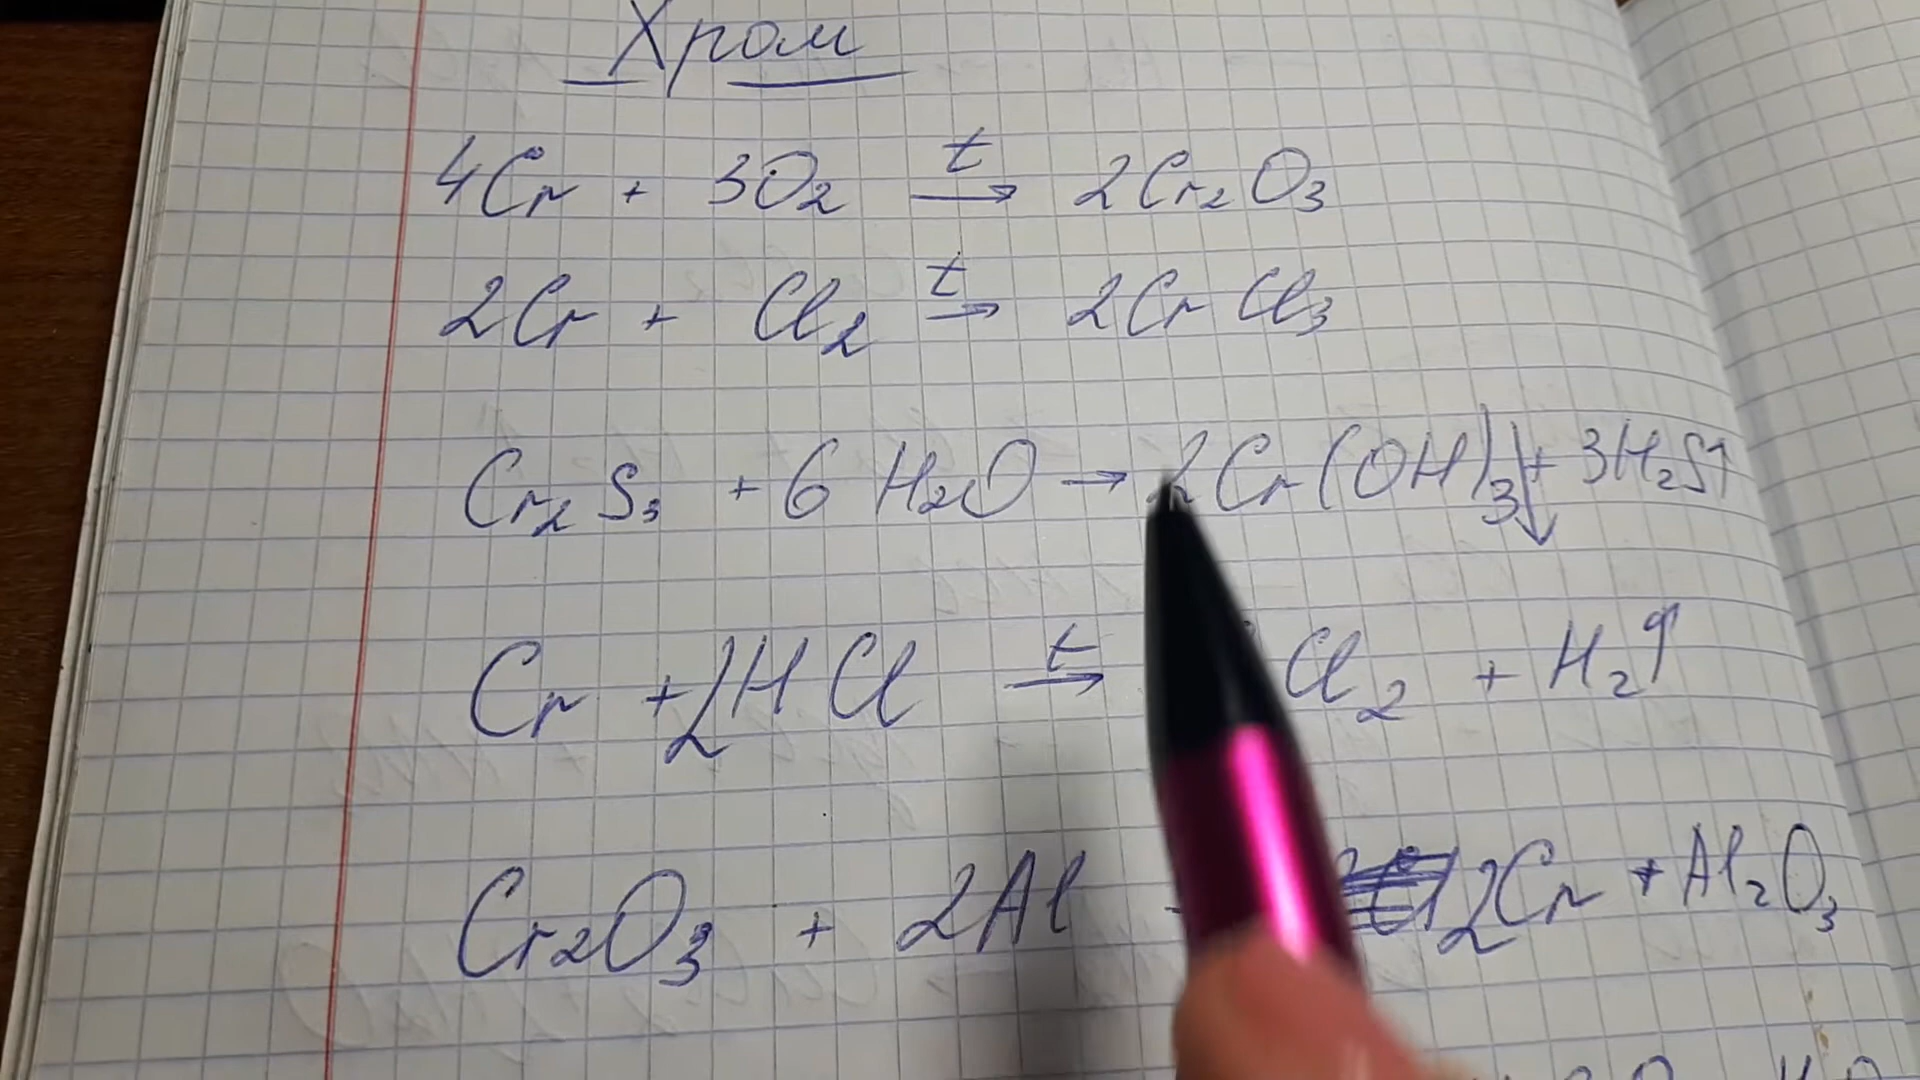 Хром
4Cr + 3O₂ →ᵗ 2Cr₂O₃
2Cr + Cl₂ →ᵗ 2CrCl₃
Cr₂S₃ + 6H₂O → 2Cr(OH)₃↓ + 3H₂S↑
Cr + 2HCl →ᵗ Cl₂ + H₂↑
Cr₂O₃ + 2Al 2Cr + Al₂O₃